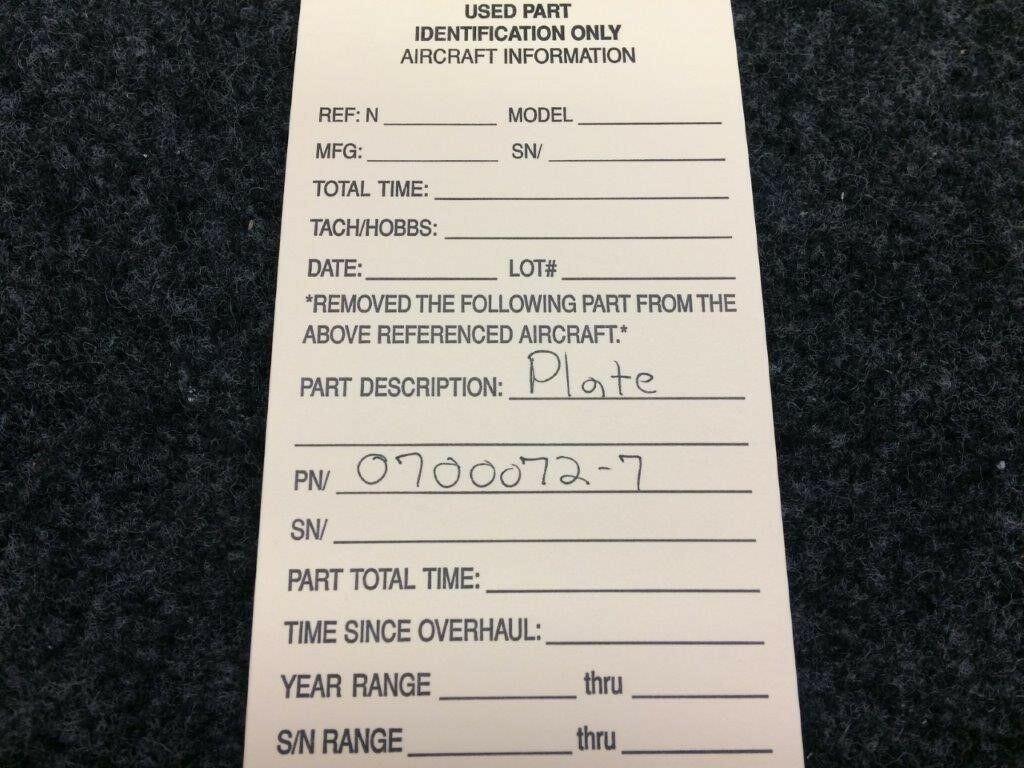 USED PART
IDENTIFICATION ONLY
AIRCRAFT INFORMATION
REF: N MODEL
MFG: SN/
TOTAL TIME:
TACH/HOBBS:
DATE: LOT#
*REMOVED THE FOLLOWING PART FROM THE
ABOVE REFERENCED AIRCRAFT.*
PART DESCRIPTION: Plate
PN/ 0700072-7
SN/
PART TOTAL TIME:
TIME SINCE OVERHAUL:
YEAR RANGE thru
S/N RANGE thru